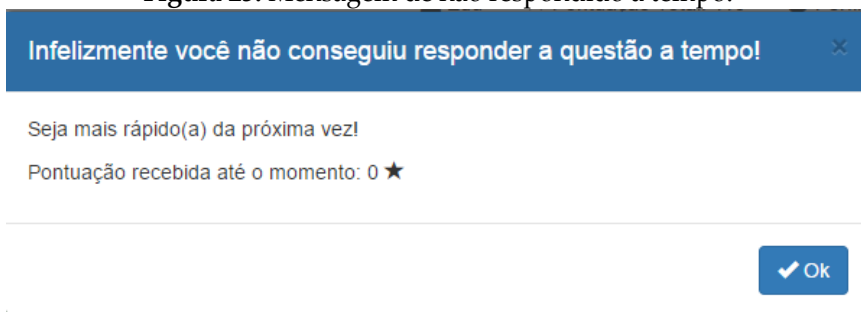 Infelizmente você não conseguiu responder a questão a tempo!
×
Seja mais rápido(a) da próxima vez!
Pontuação recebida até o momento: 0 ★
✔ Ok